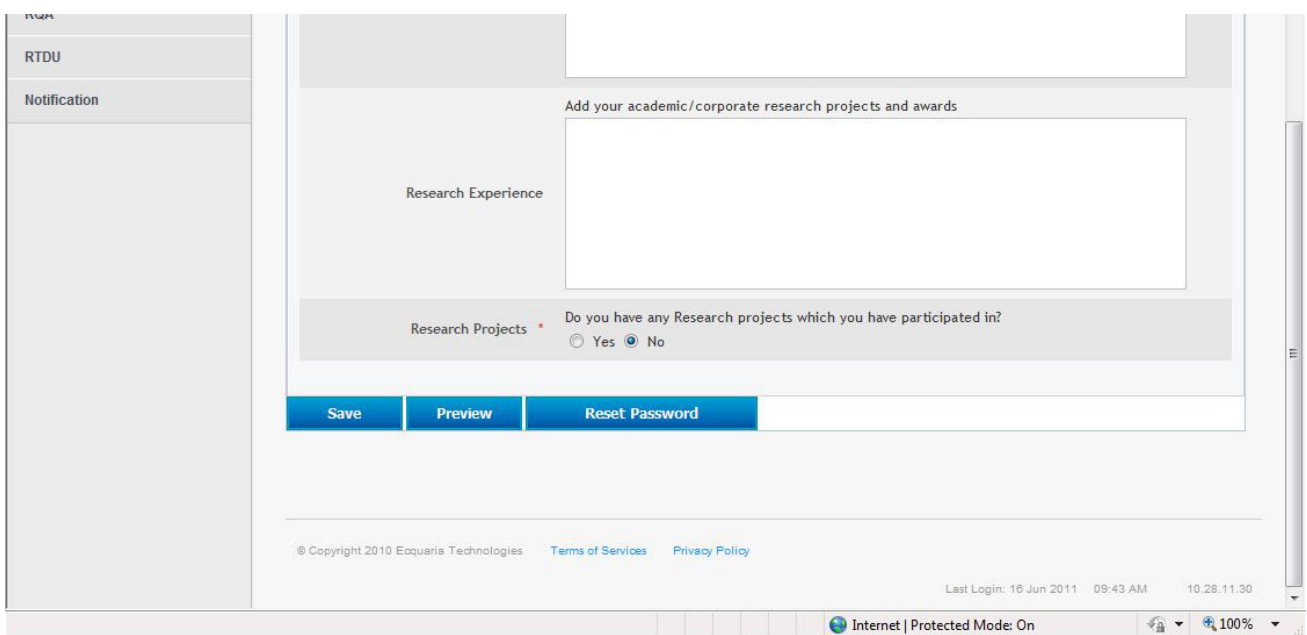 RQA
RTDU
Notification
Add your academic/corporate research projects and awards
Research Experience
Research Projects *
Do you have any Research projects which you have participated in?
Yes No
Save Preview Reset Password
© Copyright 2010 Ecquaria Technologies Terms of Services Privacy Policy
Last Login: 16 Jun 2011 09:43 AM 10.28.11.30
Internet | Protected Mode: On 100%